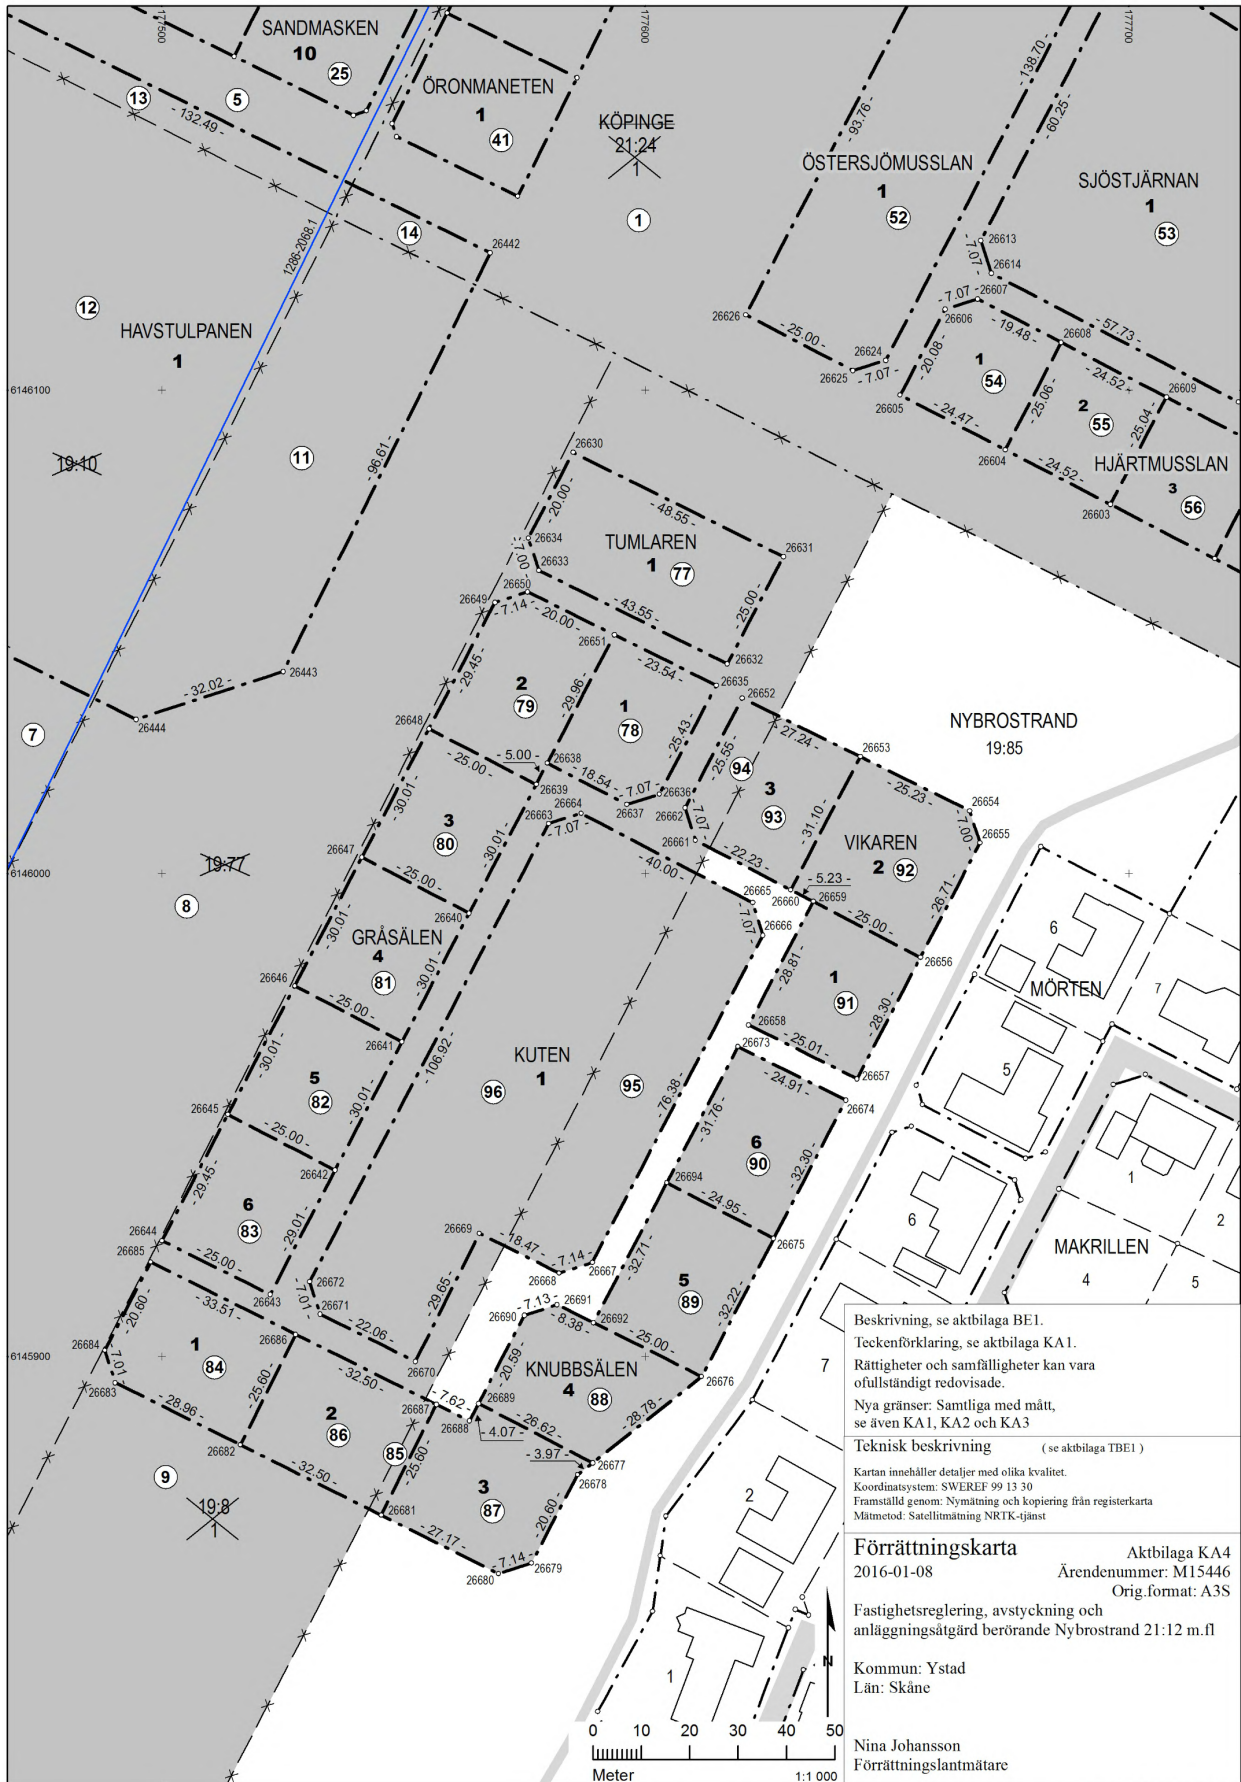 177500
177600
177700
SANDMASKEN
10
25
13
5
- 132.49 -
ÖRONMANETEN
1
41
KÖPINGE
21:24
1
1
- 93.76 -
- 138.70 -
- 60.25 -
ÖSTERSJÖMUSSLAN
1
52
SJÖSTJÄRNAN
1
53
1286-2068.1
14
26442
12
HAVSTULPANEN
1
26613
- 7.07 -
26614
- 7.07 -
26607
26606
- 57.73 -
26626
- 25.00 -
- 19.48 -
26608
26624
26625
- 7.07 -
- 20.08 -
1
54
- 24.52 -
26609
6146100
26605
- 25.06 -
2
55
- 25.04 -
- 24.47 -
26604
HJÄRTMUSSLAN
3
56
- 24.52 -
26603
19:10
11
- 96.61 -
26630
- 20.00 -
- 48.55 -
26634
26633
TUMLAREN
1
77
26631
- 7.00 -
- 25.00 -
26650
26649
- 7.14 -
- 20.00 -
- 43.55 -
26651
26632
- 23.54 -
26635
26652
26443
- 32.02 -
26444
7
- 29.45 -
2
79
- 29.96 -
1
78
- 25.43 -
- 25.55 -
- 27.24 -
26653
NYBROSTRAND
19:85
26648
- 5.00 -
26638
94
- 25.23 -
- 25.00 -
26639
- 18.54 -
- 7.07 -
26636
26637
26654
3
93
- 31.10 -
- 7.00 -
26655
- 30.01 -
26664
26663
- 7.07 -
26662
- 7.07 -
26661
VIKAREN
2
92
3
80
- 30.01 -
26647
- 22.23 -
- 5.23 -
- 26.71 -
6146000
19:77
- 40.00 -
26665
26660
26659
- 25.00 -
8
- 25.00 -
26640
- 7.07 -
26666
- 25.00 -
6
- 30.01 -
GRÅSÄLEN
4
81
- 30.01 -
26656
- 28.81 -
1
91
MÖRTEN
7
26646
- 28.30 -
- 25.00 -
26641
26658
26673
- 25.01 -
26657
- 106.92 -
KUTEN
1
96
95
- 76.38 -
- 24.91 -
26674
5
- 30.01 -
5
82
- 30.01 -
- 31.76 -
26645
6
90
- 32.30 -
1
- 25.00 -
26642
26694
- 24.95 -
- 29.45 -
6
83
- 29.01 -
6
2
26644
26685
26669
- 18.47 -
26675
MAKRILLEN
4
5
- 7.14 -
26667
26668
- 32.71 -
- 25.00 -
26643
26672
- 7.01 -
26671
- 29.65 -
5
89
- 32.22 -
- 20.60 -
- 33.51 -
- 7.13 -
26691
26690
- 8.38 -
26692
26686
- 22.06 -
- 25.00 -
7
26684
6145900
- 7.01 -
1
84
- 25.60 -
26670
- 20.59 -
KNUBBSÄLEN
4
88
26676
26683
- 28.96 -
- 32.50 -
26687
- 7.62 -
26689
26688
- 28.78 -
- 26.62 -
- 4.07 -
2
86
26682
85
- 25.60 -
- 3.97 -
26677
26678
9
- 32.50 -
3
87
2
19:8
1
26681
- 20.60 -
- 27.17 -
- 7.14 -
26679
26680
1
N
Beskrivning, se aktbilaga BE1.
Teckenförklaring, se aktbilaga KA1.
Rättigheter och samfälligheter kan vara
ofullständigt redovisade.
Nya gränser: Samtliga med mått,
se även KA1, KA2 och KA3
Teknisk beskrivning ( se aktbilaga TBE1 )
Kartan innehåller detaljer med olika kvalitet.
Koordinatsystem: SWEREF 99 13 30
Framställd genom: Nymätning och kopiering från registerkarta
Mätmetod: Satellitmätning NRTK-tjänst
Förrättningskarta Aktbilaga KA4
2016-01-08 Ärendenummer: M15446
Orig.format: A3S
Fastighetsreglering, avstyckning och
anläggningsåtgärd berörande Nybrostrand 21:12 m.fl
Kommun: Ystad
Län: Skåne
Nina Johansson
Förrättningslantmätare
0 10 20 30 40 50
Meter 1:1 000